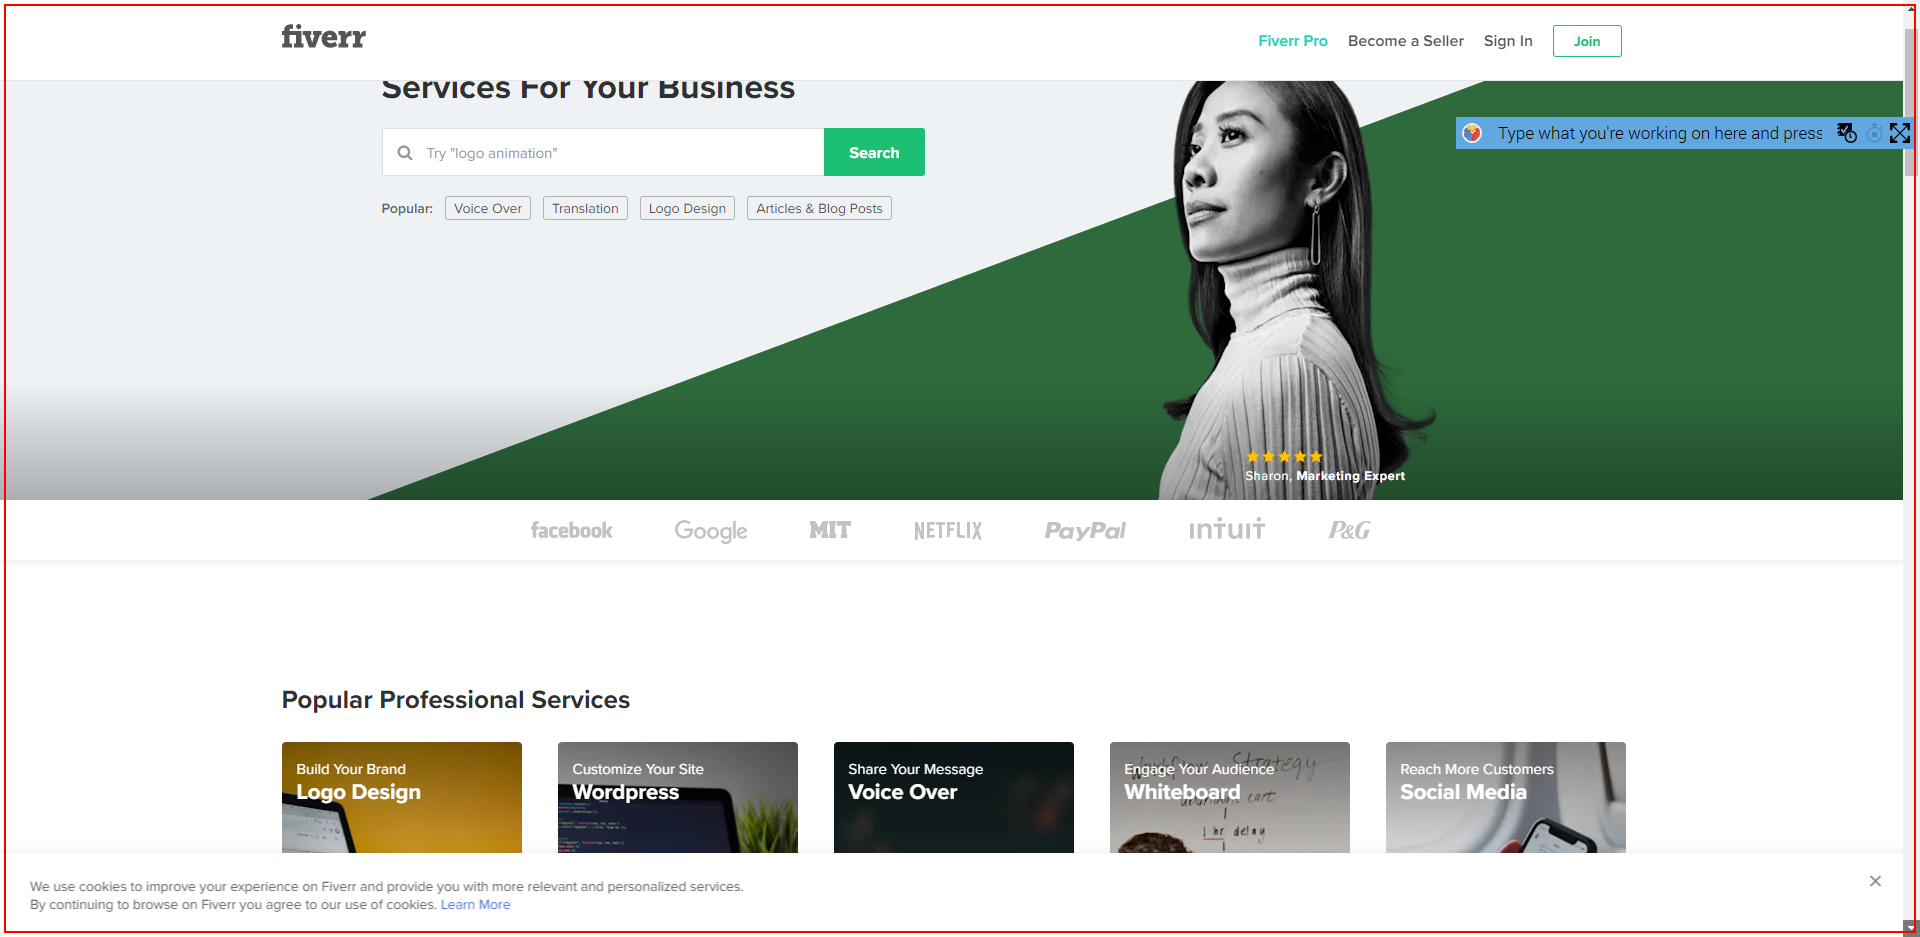 fiverr
Fiverr Pro
Become a Seller
Sign In
Join
Services For Your Business
Type what you're working on here and press
Try "logo animation"
Search
Popular:
Voice Over
Translation
Logo Design
Articles & Blog Posts
Sharon, Marketing Expert
facebook
Google
MIT
NETFLIX
PayPal
intuit
P&G
Popular Professional Services
Build Your Brand
Logo Design
Customize Your Site
Wordpress
Share Your Message
Voice Over
Engage Your Audience
Whiteboard
Strategy
cart
1 hr. delay
Reach More Customers
Social Media
We use cookies to improve your experience on Fiverr and provide you with more relevant and personalized services.
By continuing to browse on Fiverr you agree to our use of cookies. Learn More